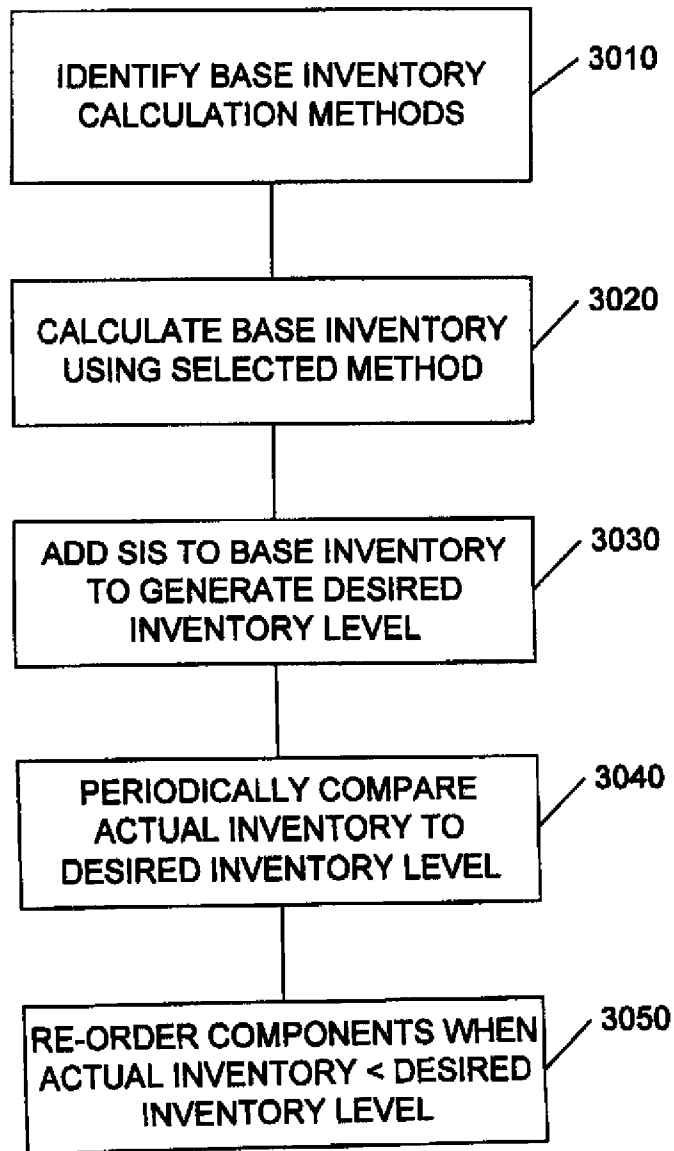 IDENTIFY BASE INVENTORY
CALCULATION METHODS
3010
CALCULATE BASE INVENTORY
USING SELECTED METHOD
3020
ADD SIS TO BASE INVENTORY
TO GENERATE DESIRED
INVENTORY LEVEL
3030
PERIODICALLY COMPARE
ACTUAL INVENTORY TO
DESIRED INVENTORY LEVEL
3040
RE-ORDER COMPONENTS WHEN
ACTUAL INVENTORY < DESIRED
INVENTORY LEVEL
3050